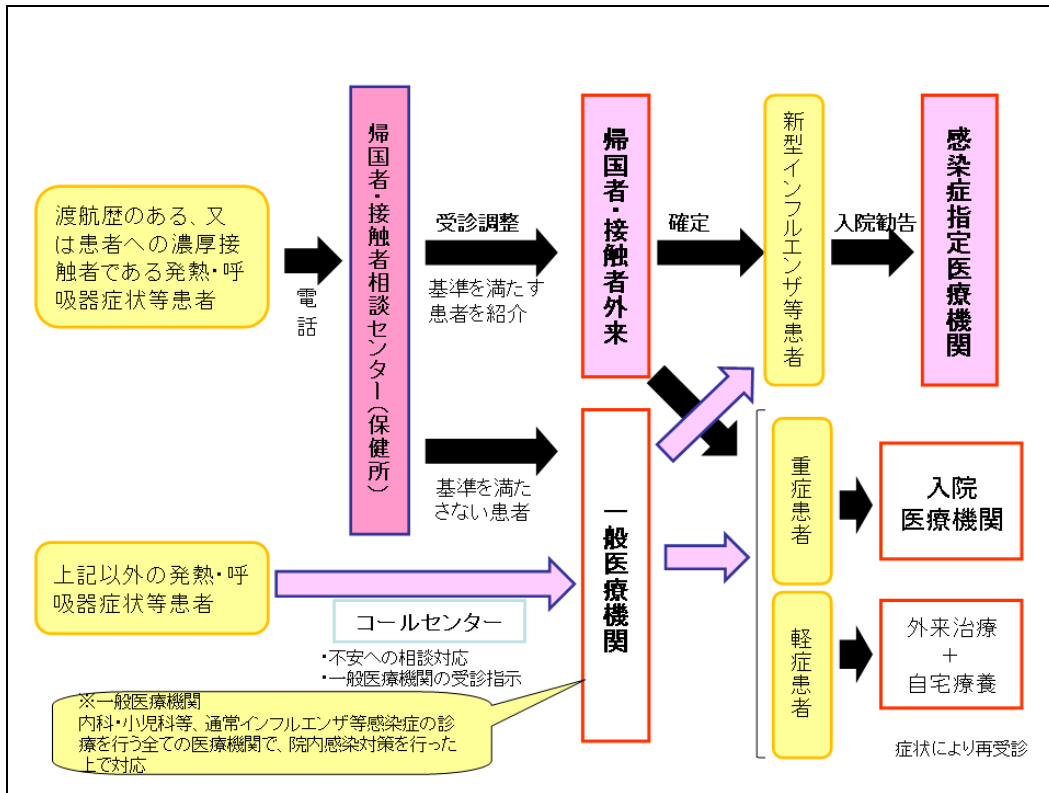 渡航歴のある、又
は患者への濃厚接
触者である発熱・呼
吸器症状等患者
電話
帰国者・接触者相談センター(保健所)
受診調整
基準を満たす
患者を紹介
帰国者・接触者外来
確定
新型インフルエンザ等患者
入院勧告
感染症指定医療機関
基準を満た
さない患者
上記以外の発熱・呼
吸器症状等患者
コールセンター
・不安への相談対応
・一般医療機関の受診指示
一般医療機関
重症患者
入院
医療機関
軽症患者
外来治療
+
自宅療養
症状により再受診
※一般医療機関
内科・小児科等、通常インフルエンザ等感染症の診
療を行う全ての医療機関で、院内感染対策を行った
上で対応